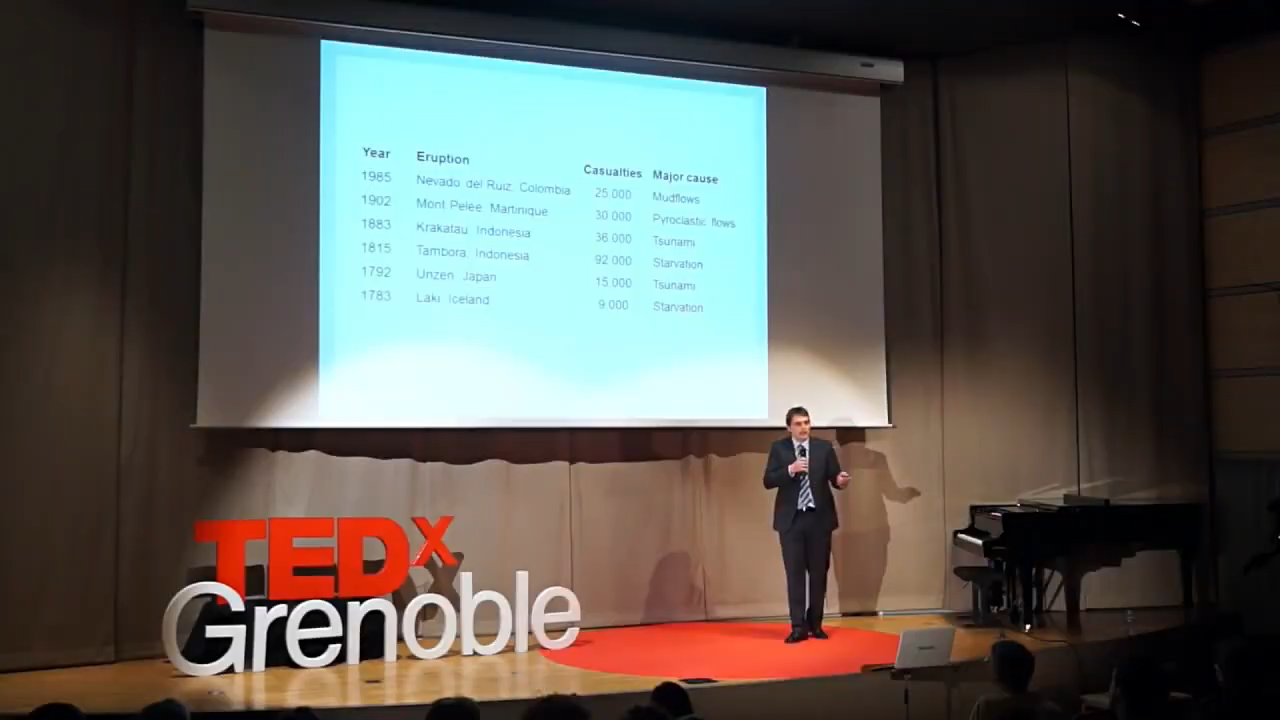 Year Eruption Casualties Major cause
1985 Nevado del Ruiz, Colombia 25.000 Mudflows
1902 Mont Pelee, Martinique 30.000 Pyroclastic flows
1883 Krakatau, Indonesia 36.000 Tsunami
1815 Tambora, Indonesia 92.000 Starvation
1792 Unzen, Japan 15.000 Tsunami
1783 Laki, Iceland 9.000 Starvation
TEDx
Grenoble